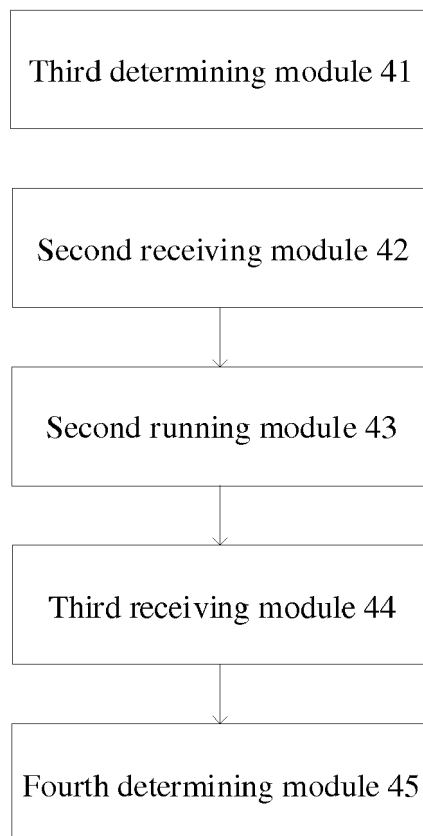 Third determining module 41
Second receiving module 42
Second running module 43
Third receiving module 44
Fourth determining module 45